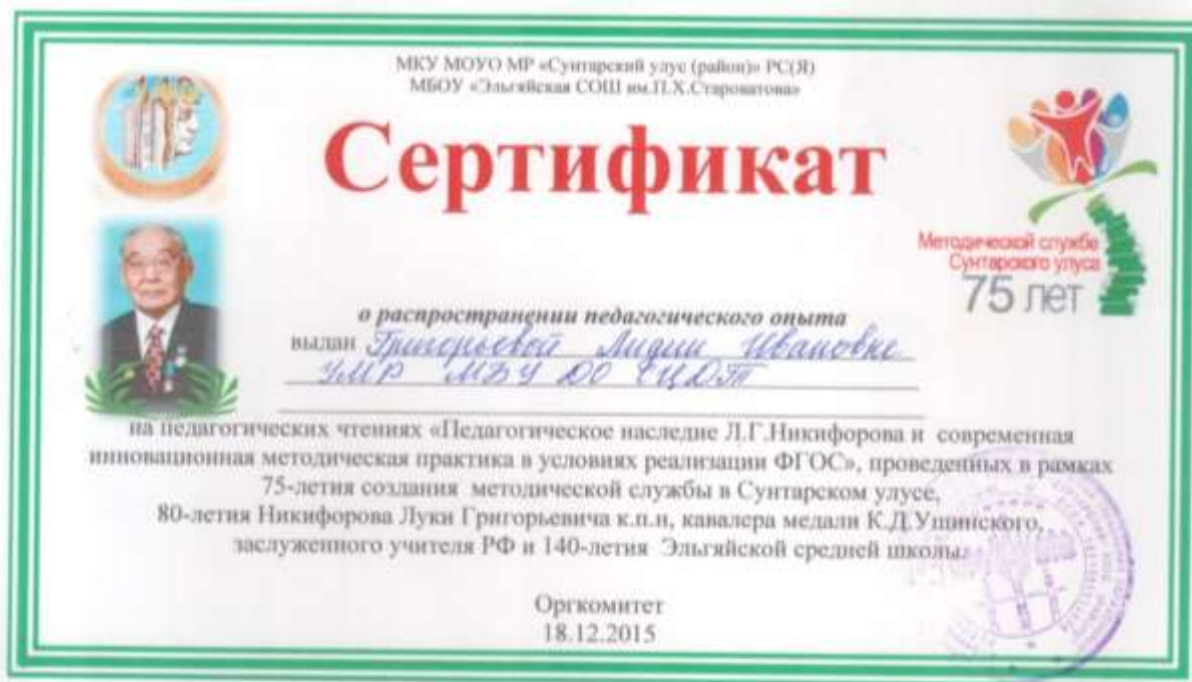 МКУ МОУО МР «Сунтарский улус (район)» РС(Я)
МБОУ «Эльгяйская СОШ им.П.Х.Староватова»
Сертификат
Методической службе
Сунтарского улуса
75 лет
о распространении педагогического опыта
выдан Григорьевой Лидии Ивановне
УМР МБУ ДО СЦДТ
на педагогических чтениях «Педагогическое наследие Л.Г.Никифорова и современная
инновационная методическая практика в условиях реализации ФГОС», проведенных в рамках
75-летия создания методической службы в Сунтарском улусе,
80-летия Никифорова Луки Григорьевича к.п.н, кавалера медали К.Д.Ушинского,
заслуженного учителя РФ и 140-летия Эльгяйской средней школы.
Оргкомитет
18.12.2015